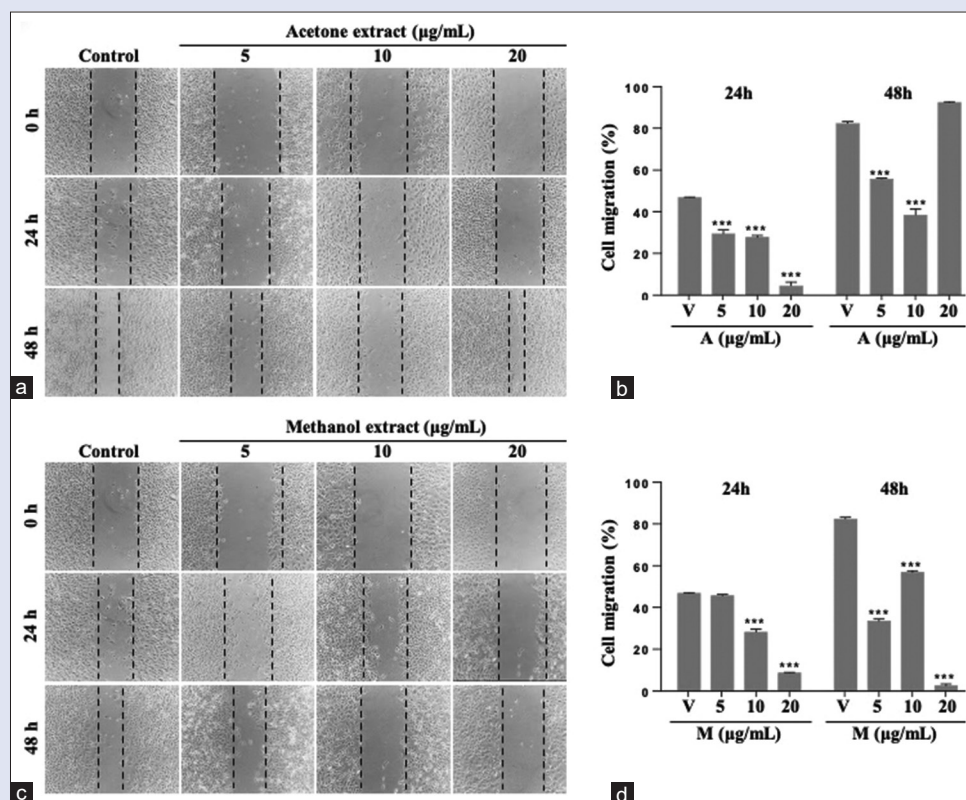 Acetone extract (µg/mL)
Control 5 10 20
0 h
24 h
48 h
a
24h 48h
Cell migration (%)
100
80
60
40
20
0
*** *** ***
*** ***
V 5 10 20 V 5 10 20
A (µg/mL) A (µg/mL)
b
Methanol extract (µg/mL)
Control 5 10 20
0 h
24 h
48 h
c
24h 48h
Cell migration (%)
100
80
60
40
20
0
*** ***
*** *** ***
V 5 10 20 V 5 10 20
M (µg/mL) M (µg/mL)
d